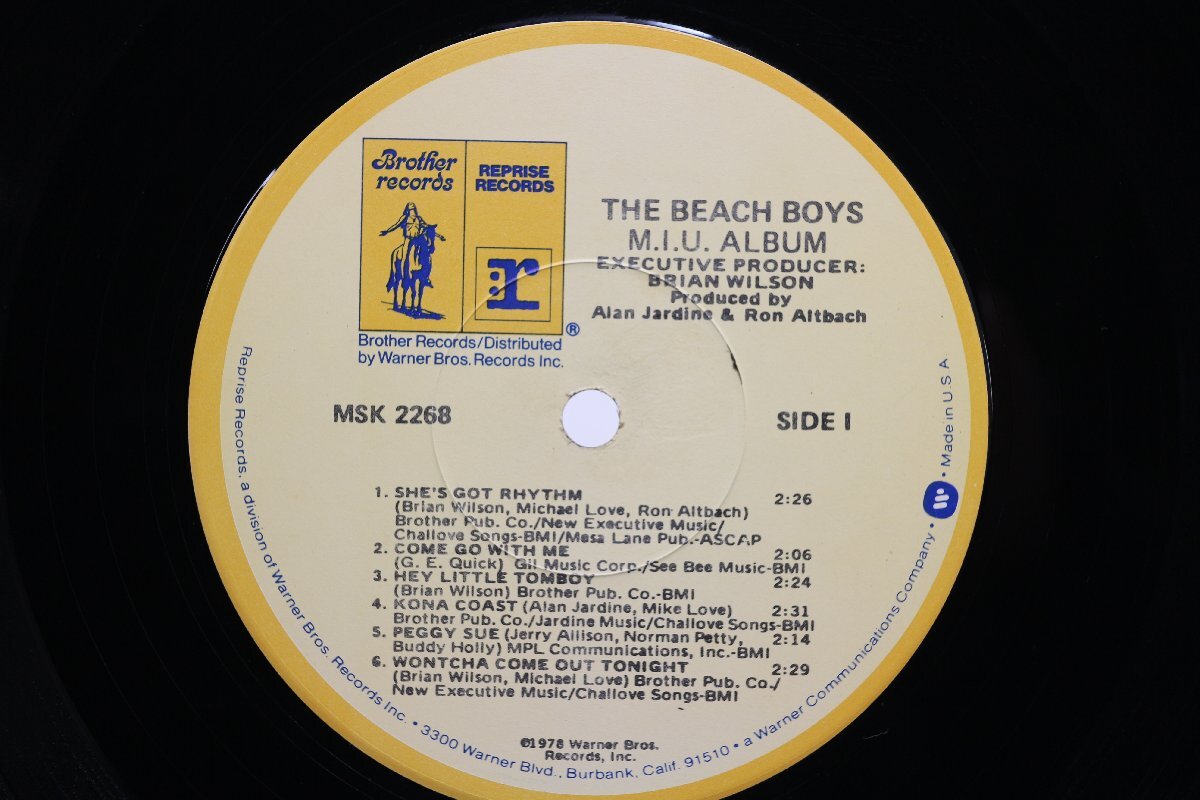 Brother
records
REPRISE
RECORDS
r
®
Brother Records/Distributed
by Warner Bros. Records Inc.
THE BEACH BOYS
M.I.U. ALBUM
EXECUTIVE PRODUCER:
BRIAN WILSON
Produced by
Alan Jardine & Ron Altbach
MSK 2268
SIDE I
1. SHE'S GOT RHYTHM 2:26
(Brian Wilson, Michael Love, Ron Altbach)
Brother Pub. Co./New Executive Music/
Challove Songs-BMI/Mesa Lane Pub.-ASCAP
2. COME GO WITH ME 2:06
(G. E. Quick) Gil Music Corp./See Bee Music-BMI
3. HEY LITTLE TOMBOY 2:24
(Brian Wilson) Brother Pub. Co.-BMI
4. KONA COAST (Alan Jardine, Mike Love) 2:31
Brother Pub. Co./Jardine Music/Challove Songs-BMI
5. PEGGY SUE (Jerry Allison, Norman Petty, 2:14
Buddy Holly) MPL Communications, Inc.-BMI
6. WONTCHA COME OUT TONIGHT 2:29
(Brian Wilson, Michael Love) Brother Pub. Co./
New Executive Music/Challove Songs-BMI
℗1978 Warner Bros.
Records, Inc.
Reprise Records, a division of Warner Bros. Records Inc. • 3300 Warner Blvd., Burbank, Calif. 91510 • a Warner Communications Company • W • Made in U.S.A.